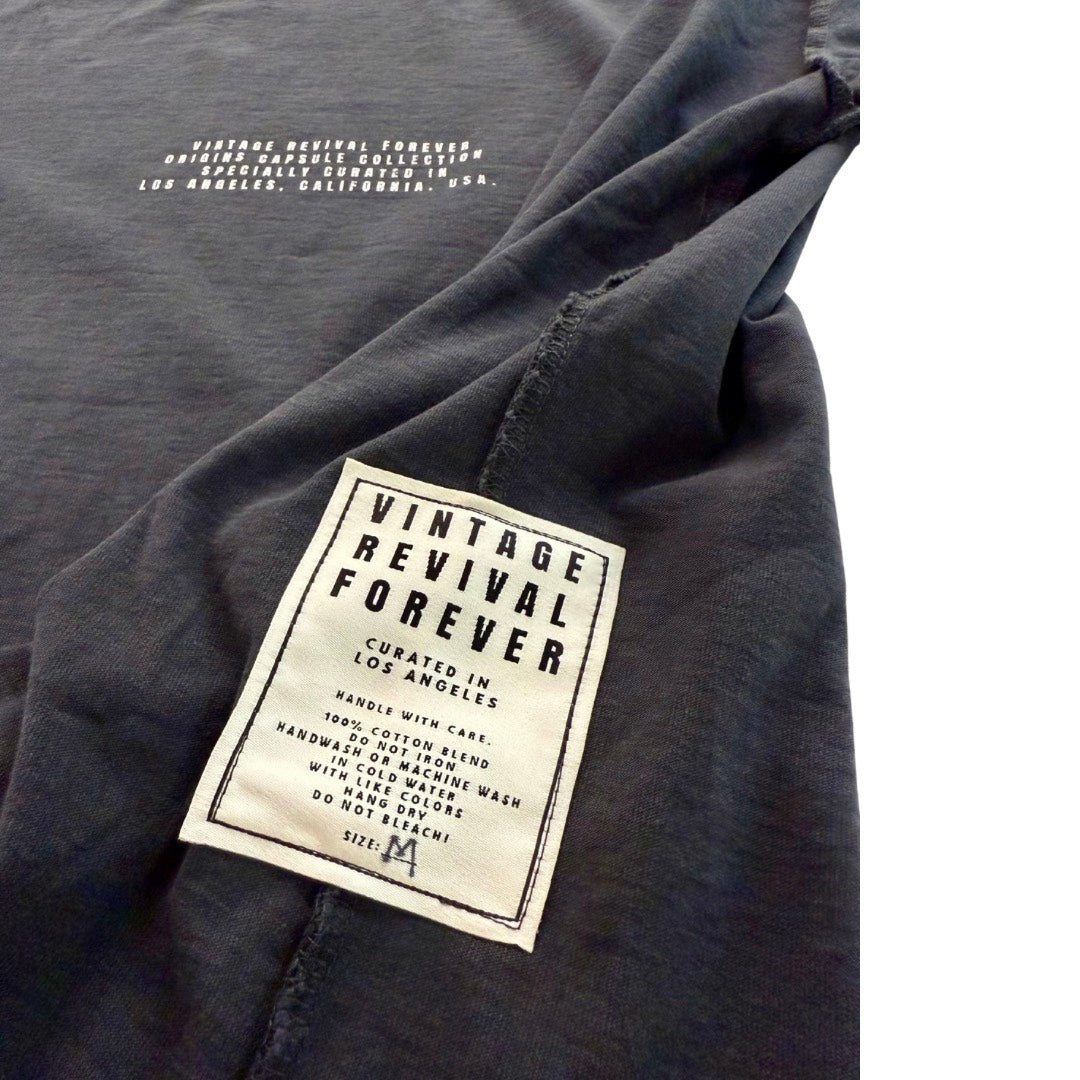 VINTAGE REVIVAL FOREVER
ORIGINS CAPSULE COLLECTION
SPECIALLY CURATED IN
LOS ANGELES, CALIFORNIA. USA.
VINTAGE
REVIVAL
FOREVER
CURATED IN
LOS ANGELES
HANDLE WITH CARE.
100% COTTON BLEND
DO NOT IRON
HANDWASH OR MACHINE WASH
IN COLD WATER
WITH LIKE COLORS
HANG DRY
DO NOT BLEACH!
SIZE: M